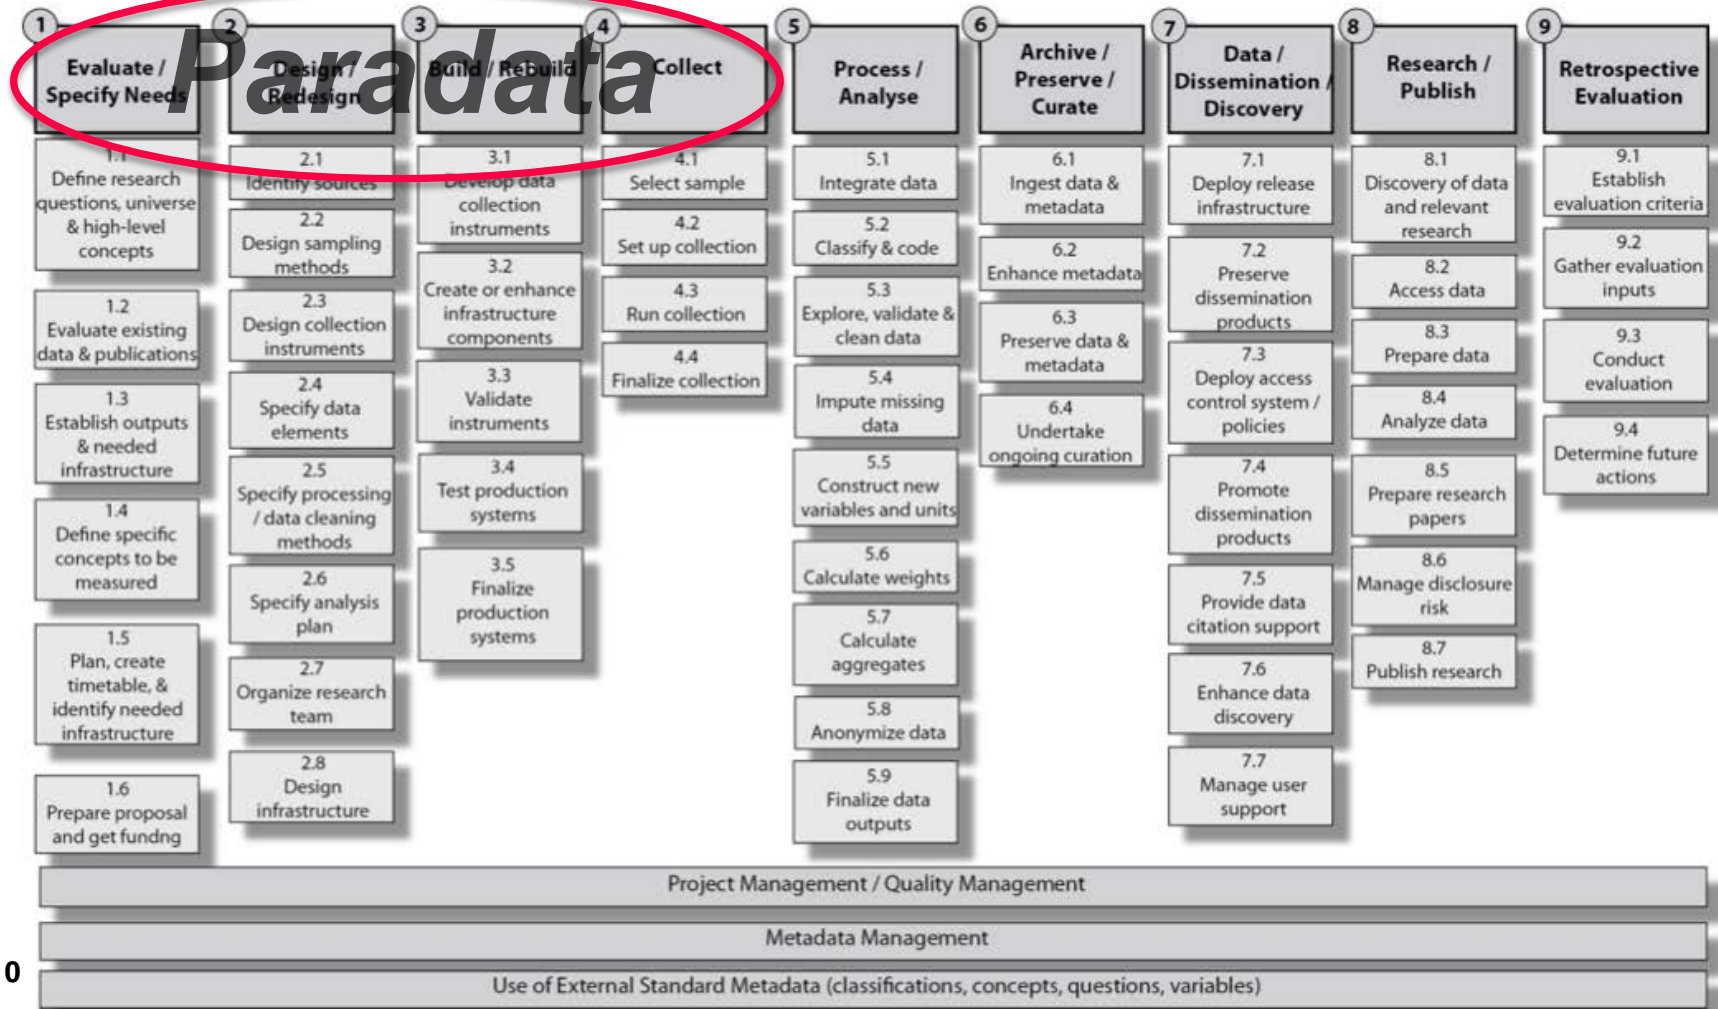 Paradata
1
Evaluate /
Specify Needs
1.1
Define research
questions, universe
& high-level
concepts
1.2
Evaluate existing
data & publications
1.3
Establish outputs
& needed
infrastructure
1.4
Define specific
concepts to be
measured
1.5
Plan, create
timetable, &
identify needed
infrastructure
1.6
Prepare proposal
and get fundng
2
Design /
Redesign
2.1
Identify sources
2.2
Design sampling
methods
2.3
Design collection
instruments
2.4
Specify data
elements
2.5
Specify processing
/ data cleaning
methods
2.6
Specify analysis
plan
2.7
Organize research
team
2.8
Design
infrastructure
3
Build / Rebuild
3.1
Develop data
collection
instruments
3.2
Create or enhance
infrastructure
components
3.3
Validate
instruments
3.4
Test production
systems
3.5
Finalize
production
systems
4
Collect
4.1
Select sample
4.2
Set up collection
4.3
Run collection
4.4
Finalize collection
5
Process /
Analyse
5.1
Integrate data
5.2
Classify & code
5.3
Explore, validate &
clean data
5.4
Impute missing
data
5.5
Construct new
variables and units
5.6
Calculate weights
5.7
Calculate
aggregates
5.8
Anonymize data
5.9
Finalize data
outputs
6
Archive /
Preserve /
Curate
6.1
Ingest data &
metadata
6.2
Enhance metadata
6.3
Preserve data &
metadata
6.4
Undertake
ongoing curation
7
Data /
Dissemination /
Discovery
7.1
Deploy release
infrastructure
7.2
Preserve
dissemination
products
7.3
Deploy access
control system /
policies
7.4
Promote
dissemination
products
7.5
Provide data
citation support
7.6
Enhance data
discovery
7.7
Manage user
support
8
Research /
Publish
8.1
Discovery of data
and relevant
research
8.2
Access data
8.3
Prepare data
8.4
Analyze data
8.5
Prepare research
papers
8.6
Manage disclosure
risk
8.7
Publish research
9
Retrospective
Evaluation
9.1
Establish
evaluation criteria
9.2
Gather evaluation
inputs
9.3
Conduct
evaluation
9.4
Determine future
actions
Project Management / Quality Management
Metadata Management
0
Use of External Standard Metadata (classifications, concepts, questions, variables)